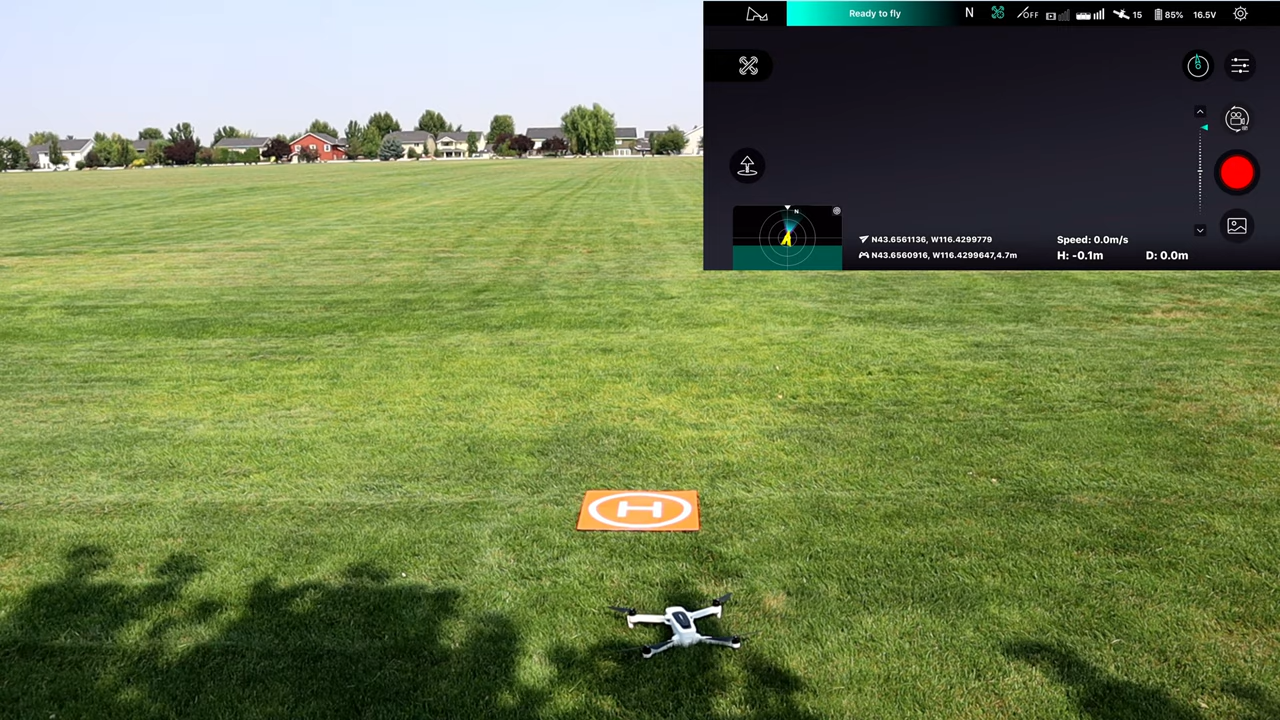 Ready to fly
N
OFF
15
85%
16.5V
N
N43.6561136, W116.4299779
Speed: 0.0m/s
N43.6560916, W116.4299647,4.7m
H: -0.1m
D: 0.0m
H